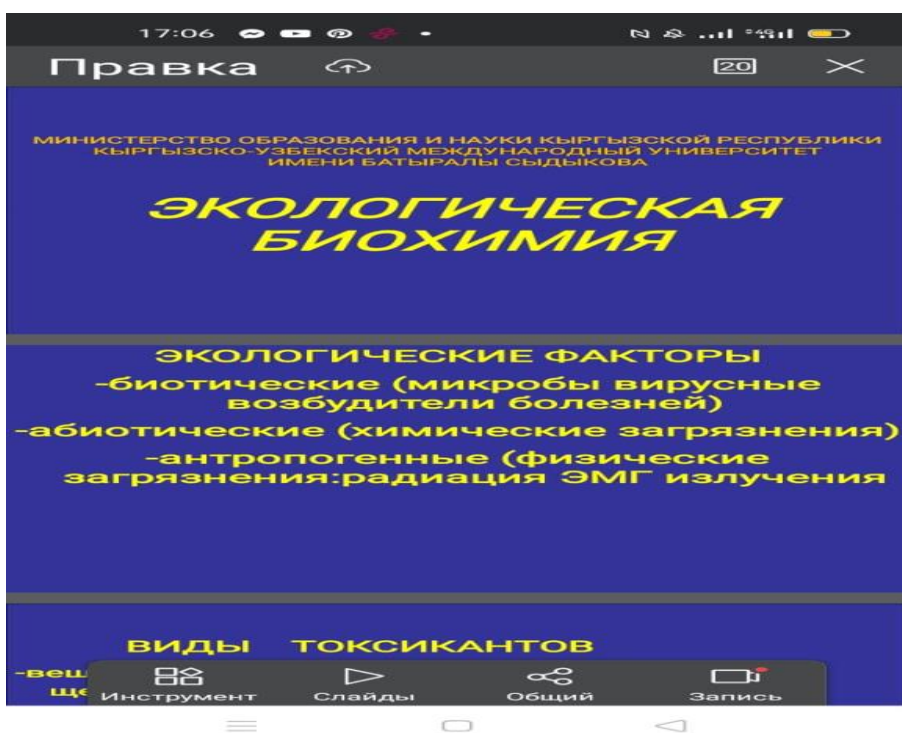 17:06
Правка
20
МИНИСТЕРСТВО ОБРАЗОВАНИЯ И НАУКИ КЫРГЫЗСКОЙ РЕСПУБЛИКИ
КЫРГЫЗСКО-УЗБЕКСКИЙ МЕЖДУНАРОДНЫЙ УНИВЕРСИТЕТ
ИМЕНИ БАТЫРАЛЫ СЫДЫКОВА
ЭКОЛОГИЧЕСКАЯ
БИОХИМИЯ
ЭКОЛОГИЧЕСКИЕ ФАКТОРЫ
-биотические (микробы вирусные
возбудители болезней)
-абиотические (химические загрязнения)
-антропогенные (физические
загрязнения:радиация ЭМГ излучения
ВИДЫ ТОКСИКАНТОВ
Инструмент Слайды Общий Запись